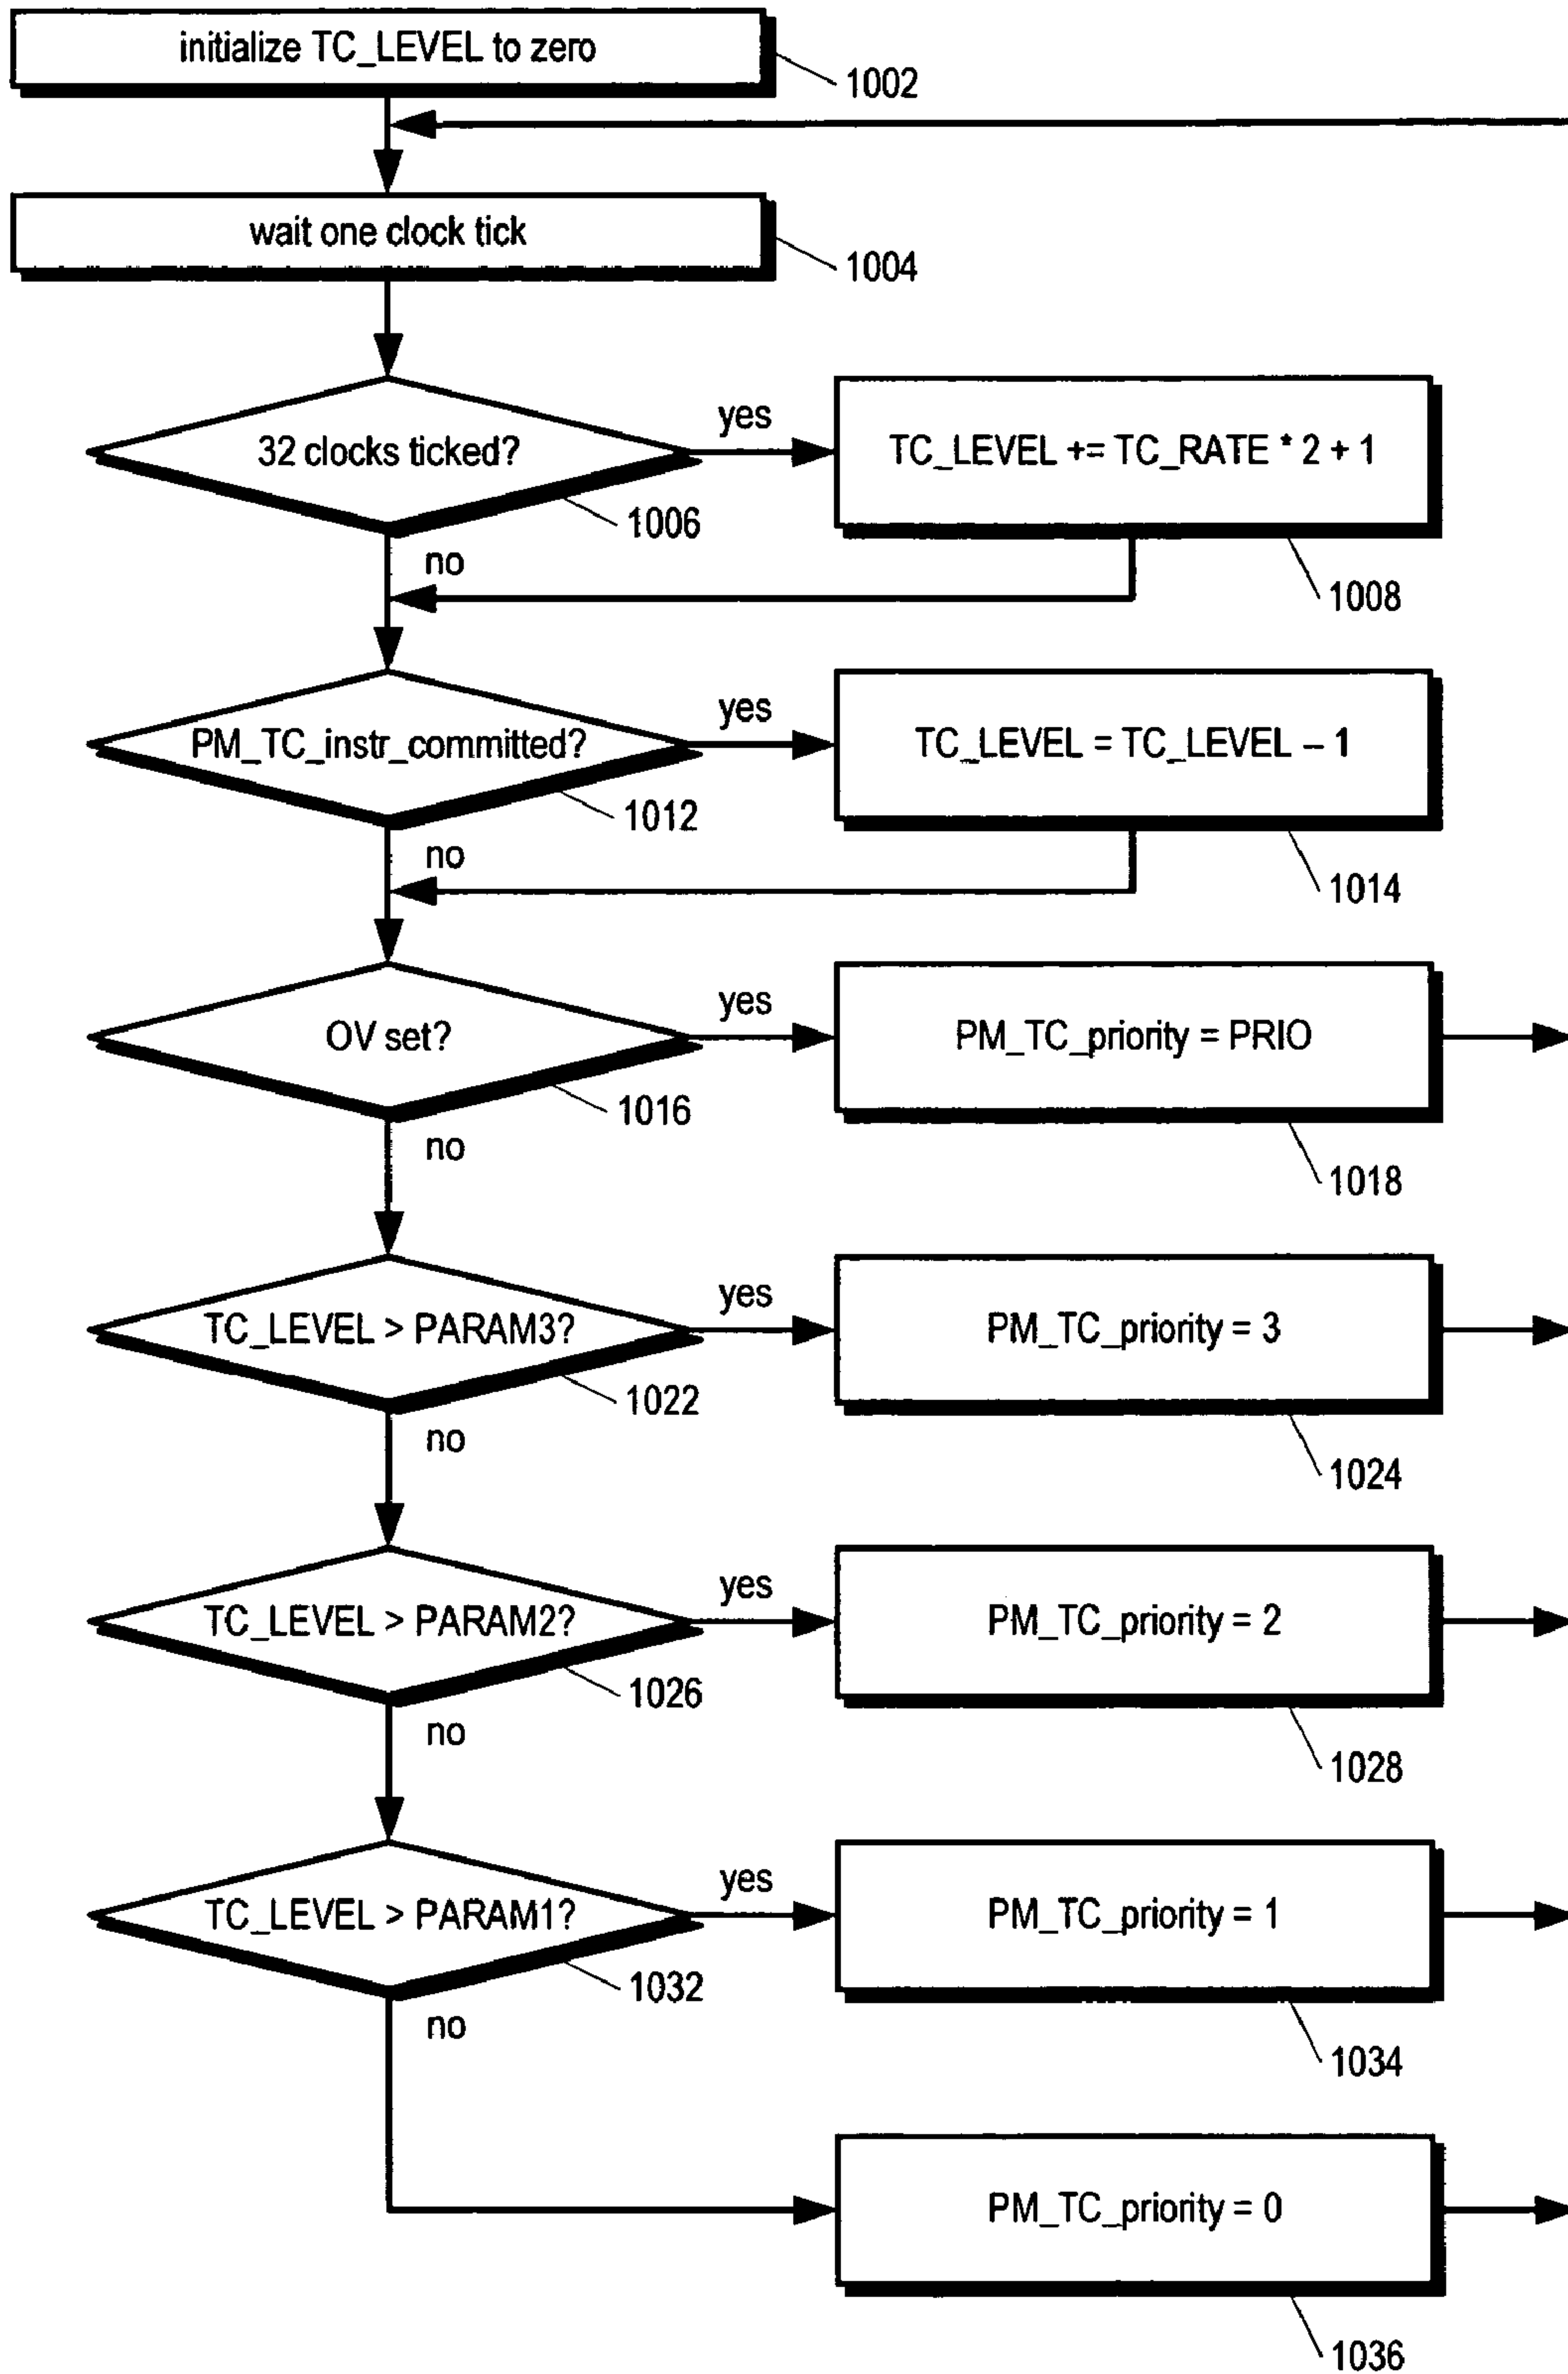 initialize TC_LEVEL to zero
1002
wait one clock tick
1004
32 clocks ticked?
yes
TC_LEVEL += TC_RATE * 2 + 1
1006
no
1008
PM_TC_instr_committed?
yes
TC_LEVEL = TC_LEVEL – 1
1012
no
1014
OV set?
yes
PM_TC_priority = PRIO
1016
no
1018
TC_LEVEL > PARAM3?
yes
PM_TC_priority = 3
1022
no
1024
TC_LEVEL > PARAM2?
yes
PM_TC_priority = 2
1026
no
1028
TC_LEVEL > PARAM1?
yes
PM_TC_priority = 1
1032
no
1034
PM_TC_priority = 0
1036